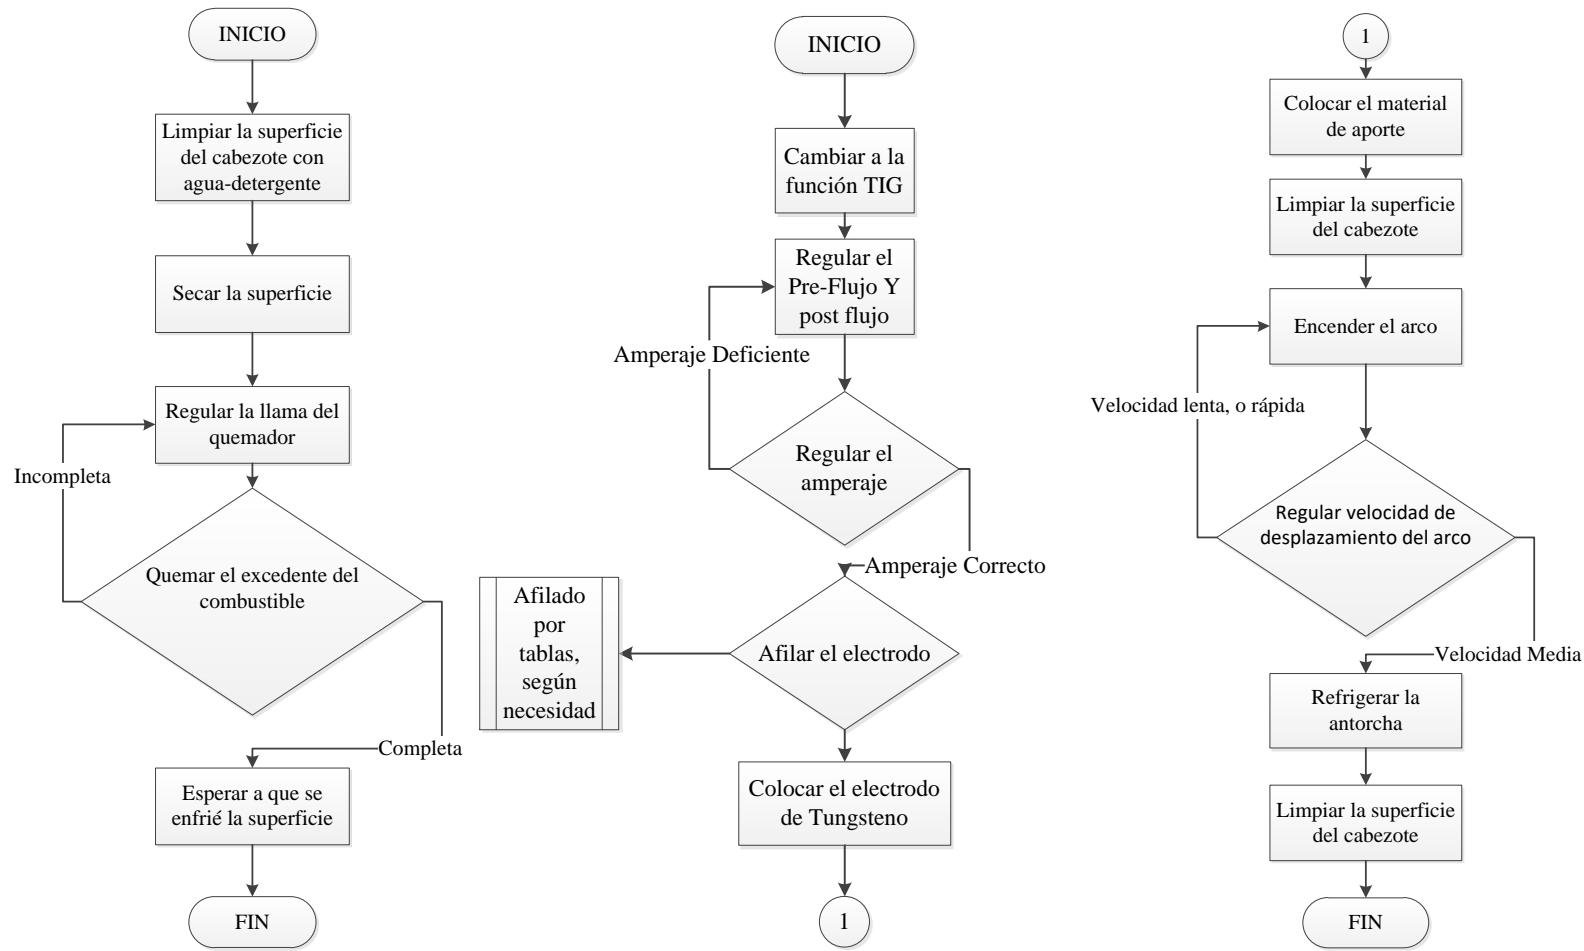 INICIO
Limpiar la superficie
del cabezote con
agua-detergente
Secar la superficie
Regular la llama del
quemador
Incompleta
Quemar el excedente del
combustible
Completa
Esperar a que se
enfrié la superficie
FIN
INICIO
Cambiar a la
función TIG
Regular el
Pre-Flujo Y
post flujo
Amperaje Deficiente
Regular el
amperaje
Amperaje Correcto
Afilar el electrodo
Afilado
por
tablas,
según
necesidad
Colocar el electrodo
de Tungsteno
1
1
Colocar el material
de aporte
Limpiar la superficie
del cabezote
Encender el arco
Velocidad lenta, o rápida
Regular velocidad de
desplazamiento del arco
Velocidad Media
Refrigerar la
antorcha
Limpiar la superficie
del cabezote
FIN